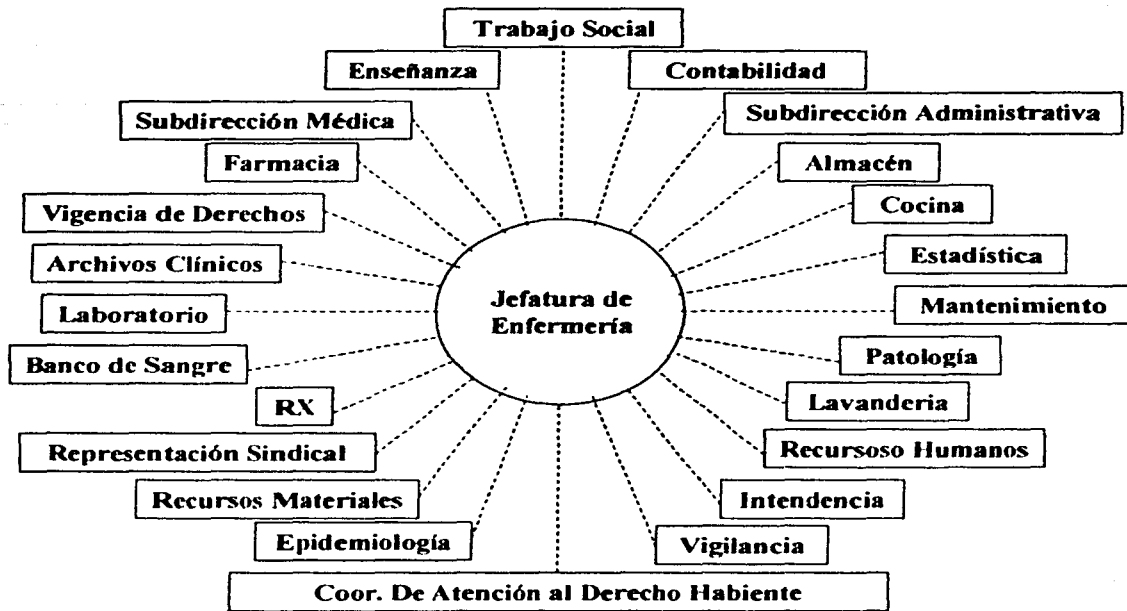 Trabajo Social
Enseñanza
Contabilidad
Subdirección Médica
Subdirección Administrativa
Farmacia
Almacén
Vigencia de Derechos
Cocina
Archivos Clínicos
Estadística
Laboratorio
Jefatura de
Enfermería
Mantenimiento
Banco de Sangre
Patología
RX
Lavanderia
Representación Sindical
Recursoso Humanos
Recursos Materiales
Intendencia
Epidemiología
Vigilancia
Coor. De Atención al Derecho Habiente